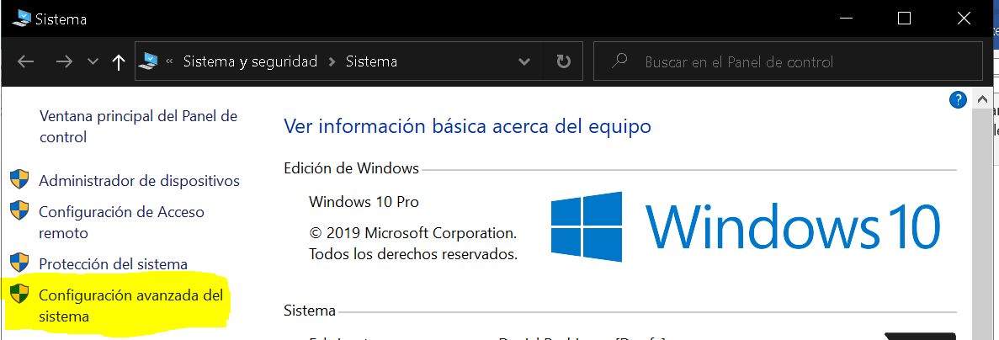 Sistema
« Sistema y seguridad > Sistema
Buscar en el Panel de control
Ventana principal del Panel de
control
Administrador de dispositivos
Configuración de Acceso
remoto
Protección del sistema
Configuración avanzada del
sistema
?
Ver información básica acerca del equipo
Edición de Windows
Windows 10 Pro
© 2019 Microsoft Corporation.
Todos los derechos reservados.
Windows 10
Sistema